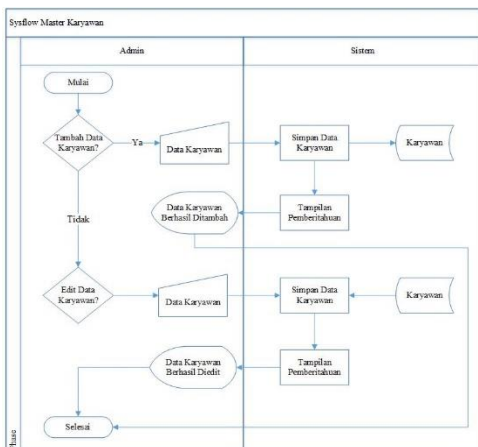 Sysflow Master Karyawan
Admin
Sistem
Mulai
Tambah Data
Karyawan?
Ya
Data Karyawan
Simpan Data
Karyawan
Karyawan
Data Karyawan
Berhasil Ditambah
Tampilan
Pemberitahuan
Tidak
Edit Data
Karyawan?
Data Karyawan
Simpan Data
Karyawan
Karyawan
Data Karyawan
Berhasil Diedit
Tampilan
Pemberitahuan
Selesai
Phase